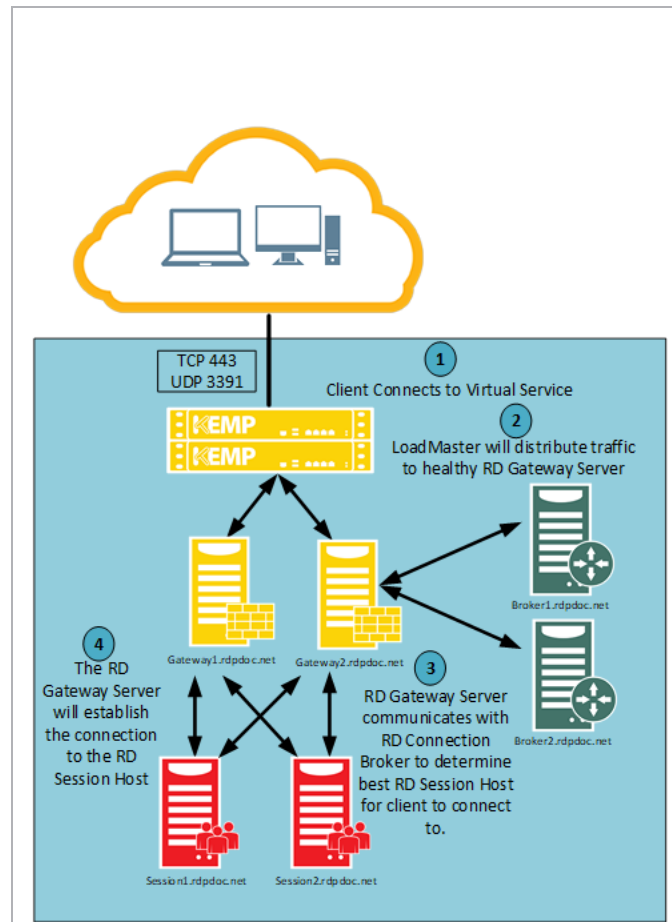 TCP 443
UDP 3391
1
Client Connects to Virtual Service
2
LoadMaster will distribute traffic
to healthy RD Gateway Server
KEMP
KEMP
Broker1.rdpdoc.net
Gateway1.rdpdoc.net
Gateway2.rdpdoc.net
Broker2.rdpdoc.net
4
The RD
Gateway Server
will establish
the connection
to the RD
Session Host
3
RD Gateway Server
communicates with
RD Connection
Broker to determine
best RD Session Host
for client to connect
to.
Session1.rdpdoc.net
Session2.rdpdoc.net